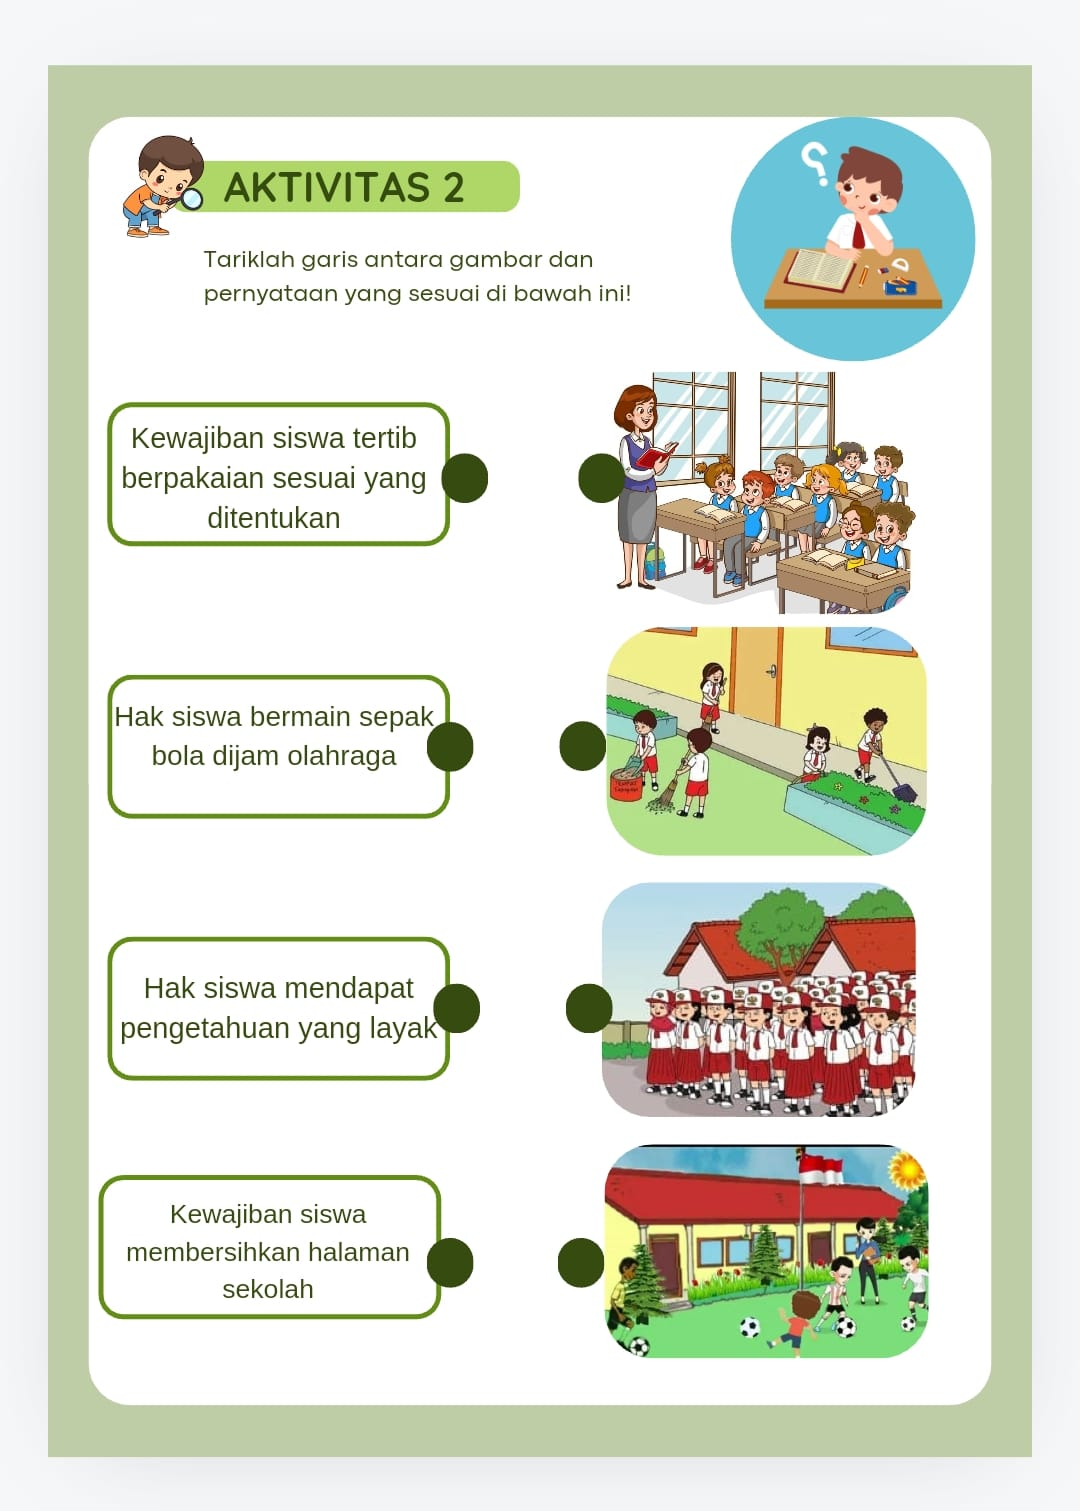 AKTIVITAS 2
Tariklah garis antara gambar dan
pernyataan yang sesuai di bawah ini!
Kewajiban siswa tertib
berpakaian sesuai yang
ditentukan
Hak siswa bermain sepak
bola dijam olahraga
Hak siswa mendapat
pengetahuan yang layak
Kewajiban siswa
membersihkan halaman
sekolah